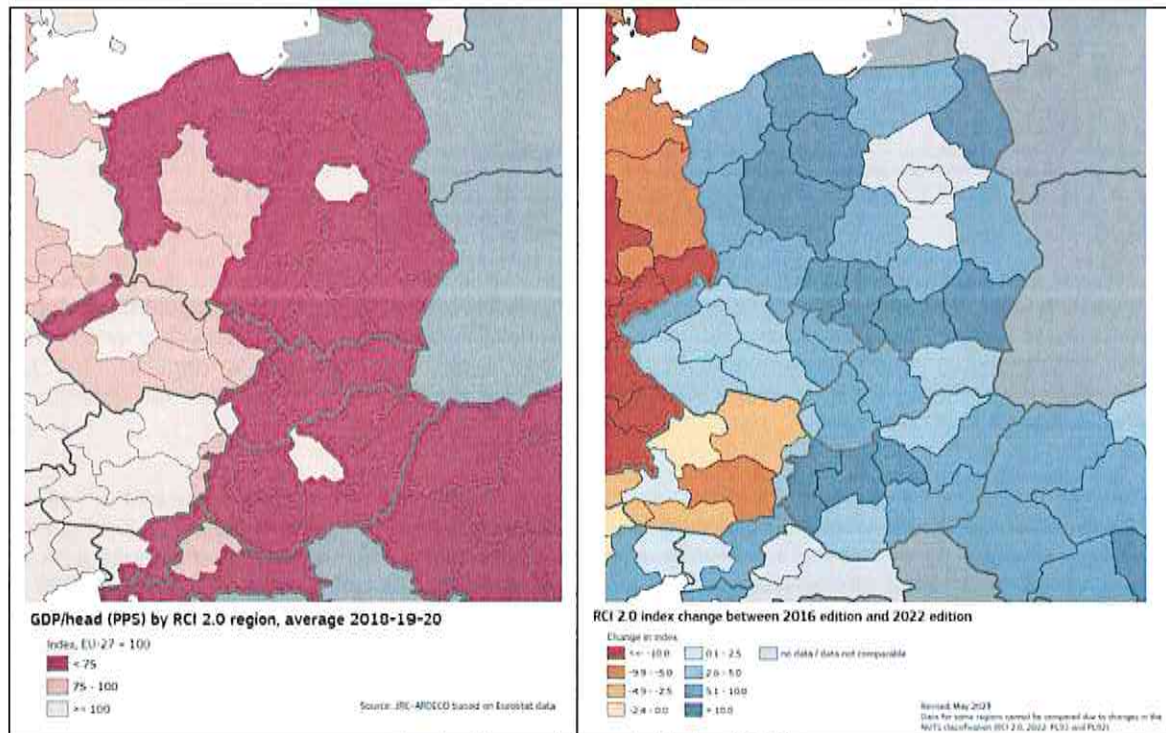 GDP/head (PPS) by RCI 2.0 region, average 2018-19-20
Index, EU-27 = 100
< 75
75 - 100
>= 100
Source: JRC-ARDECO based on Eurostat data
RCI 2.0 index change between 2016 edition and 2022 edition
Change in index
<= -10.0
-9.9 - -5.0
-4.9 - -2.5
-2.4 - 0.0
0.1 - 2.5
2.6 - 5.0
5.1 - 10.0
> 10.0
no data / data not comparable
Revised, May 2023
Data for some regions cannot be compared due to changes in the
NUTS classification (RCI 2.0, 2022: PL91 and PL92)